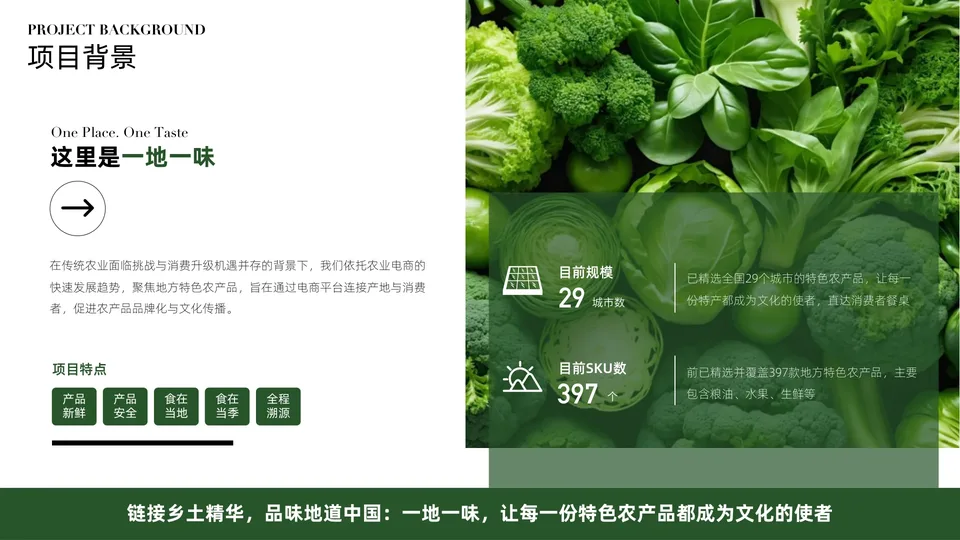 PROJECT BACKGROUND
项目背景
One Place. One Taste
这里是一地一味
在传统农业面临挑战与消费升级机遇并存的背景下，我们依托农业电商的
快速发展趋势，聚焦地方特色农产品，旨在通过电商平台连接产地与消费
者，促进农产品品牌化与文化传播。
项目特点
产品
新鲜
产品
安全
食在
当地
食在
当季
全程
溯源
目前规模
29 城市数
已精选全国29个城市的特色农产品，让每一
份特产都成为文化的使者，直达消费者餐桌
目前SKU数
397 个
前已精选并覆盖397款地方特色农产品，主要
包含粮油、水果、生鲜等
链接乡土精华，品味地道中国：一地一味，让每一份特色农产品都成为文化的使者